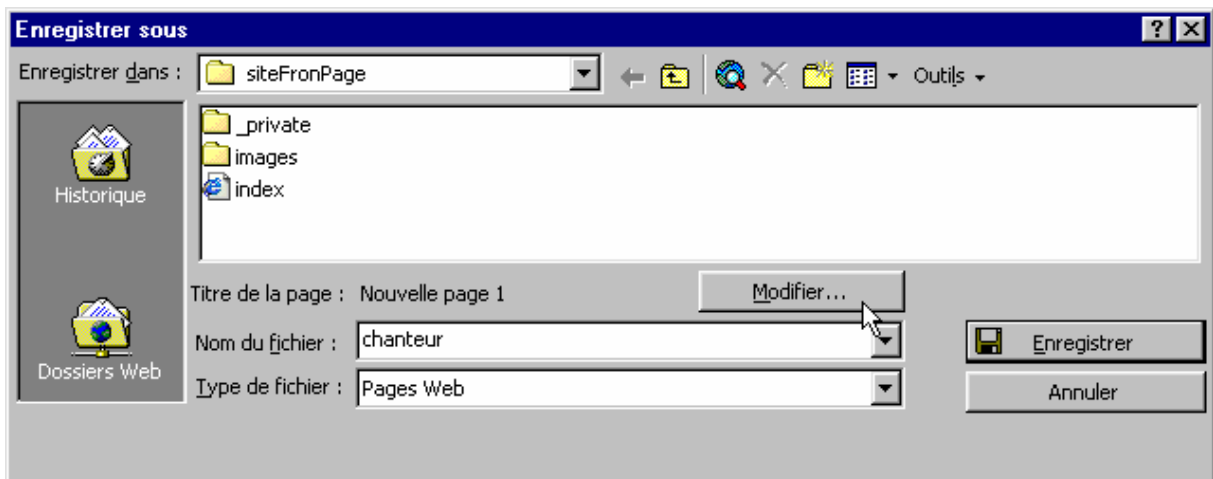 Enregistrer sous
Enregistrer dans : siteFronPage Outils
_private
images
index
Historique
Dossiers Web
Titre de la page : Nouvelle page 1 Modifier...
Nom du fichier : chanteur
Type de fichier : Pages Web
Enregistrer
Annuler